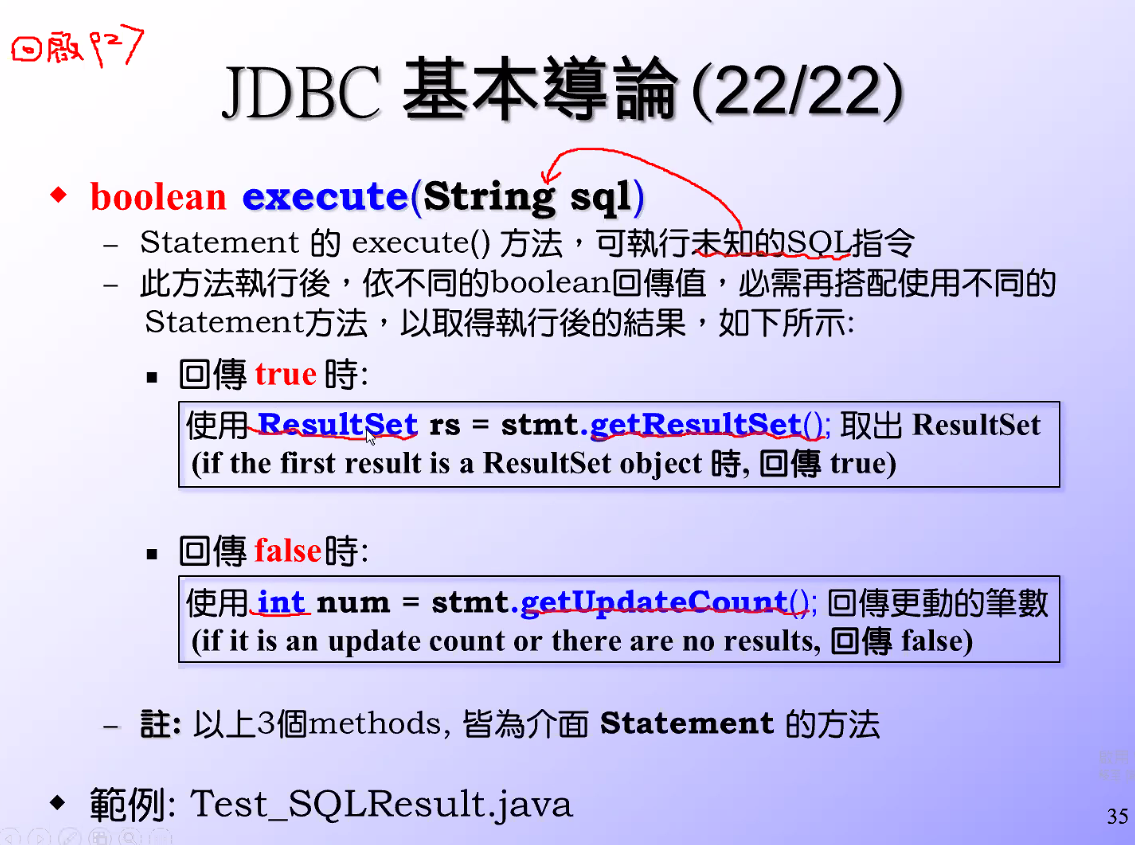 JDBC 基本導論(22/22)
boolean execute(String sql)
– Statement 的 execute() 方法，可執行未知的SQL指令
– 此方法執行後，依不同的boolean回傳值，必需再搭配使用不同的
Statement方法，以取得執行後的結果，如下所示:
回傳 true 時:
使用 ResultSet rs = stmt.getResultSet(); 取出 ResultSet
(if the first result is a ResultSet object 時, 回傳 true)
回傳 false時:
使用 int num = stmt.getUpdateCount(); 回傳更動的筆數
(if it is an update count or there are no results, 回傳 false)
– 註: 以上3個methods, 皆為介面 Statement 的方法
範例: Test_SQLResult.java
35